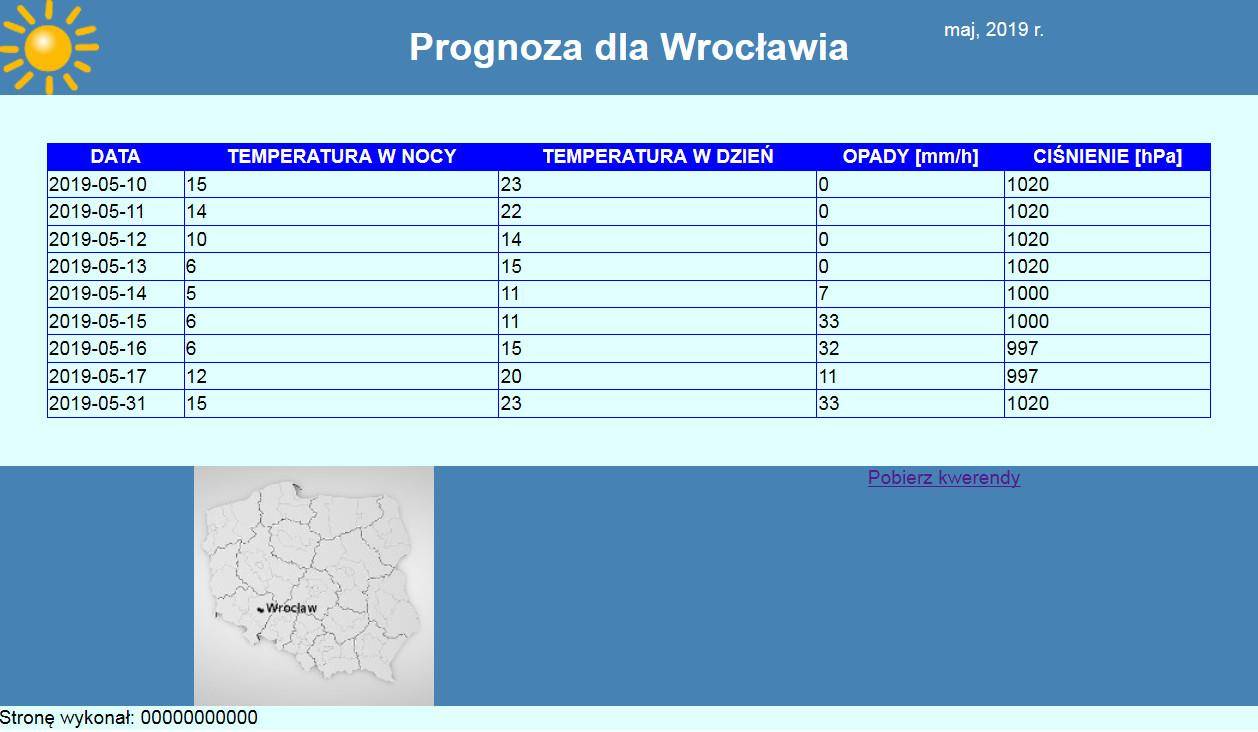 Prognoza dla Wrocławia
maj, 2019 r.
DATA TEMPERATURA W NOCY TEMPERATURA W DZIEŃ OPADY [mm/h] CIŚNIENIE [hPa]
2019-05-10 15 23 0 1020
2019-05-11 14 22 0 1020
2019-05-12 10 14 0 1020
2019-05-13 6 15 0 1020
2019-05-14 5 11 7 1000
2019-05-15 6 11 33 1000
2019-05-16 6 15 32 997
2019-05-17 12 20 11 997
2019-05-31 15 23 33 1020
Wrocław
Pobierz kwerendy
Stronę wykonał: 00000000000